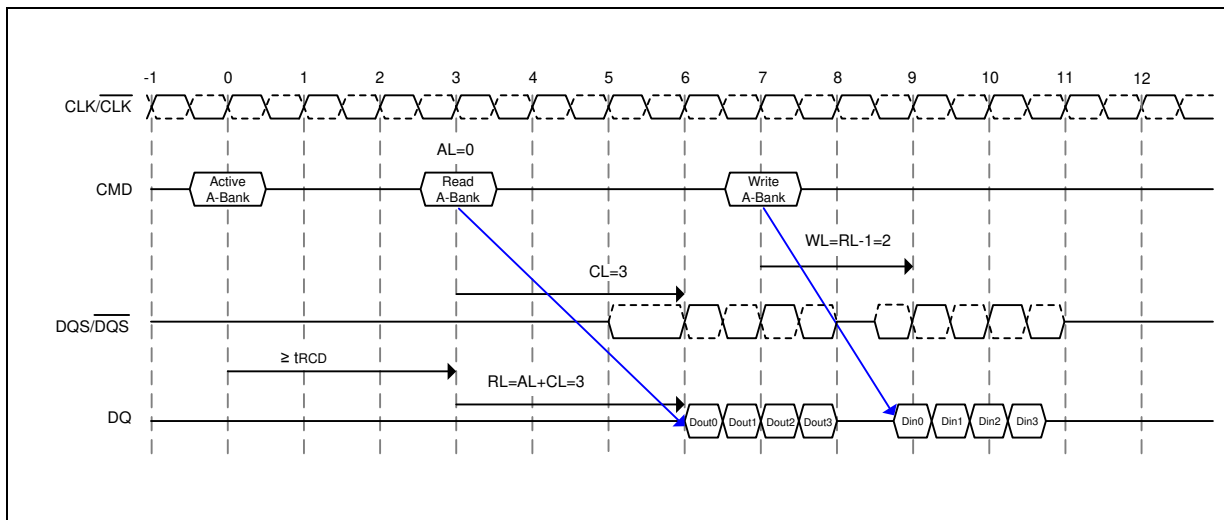 -1 0 1 2 3 4 5 6 7 8 9 10 11 12
CLK/CLK
AL=0
CMD
Active
A-Bank
Read
A-Bank
Write
A-Bank
WL=RL-1=2
CL=3
DQS/DQS
≥ tRCD
RL=AL+CL=3
DQ
Dout0 Dout1 Dout2 Dout3 Din0 Din1 Din2 Din3